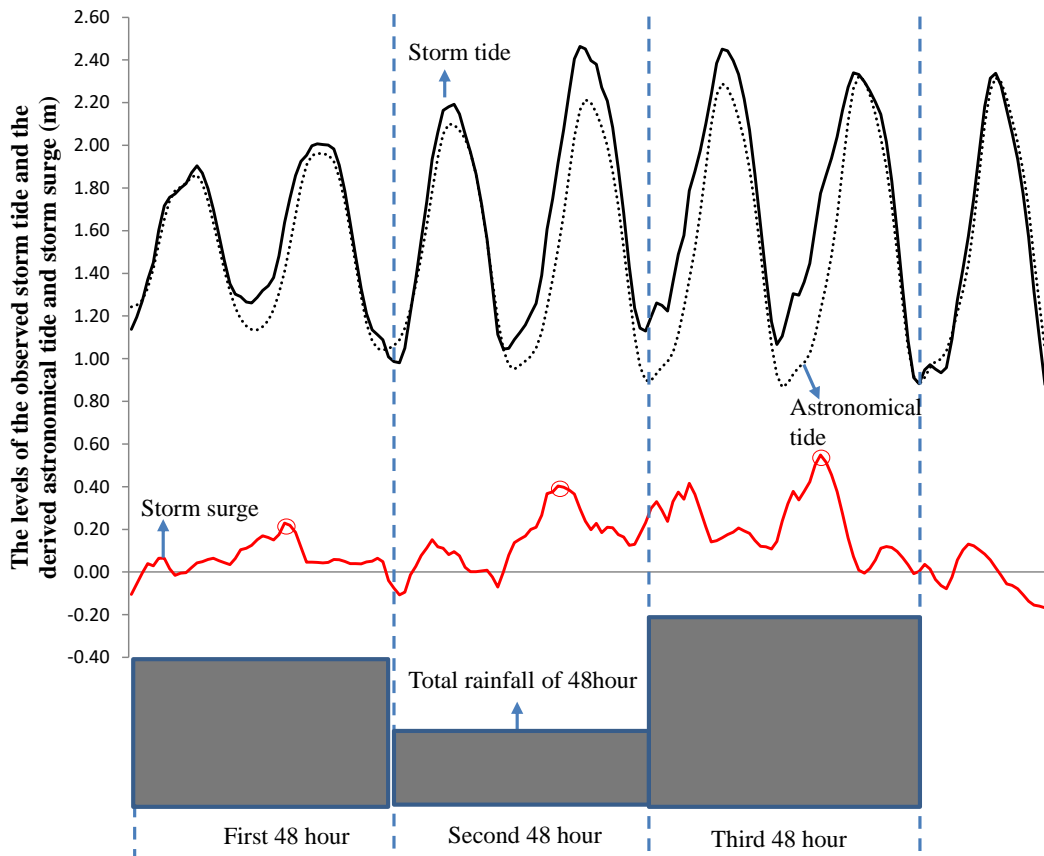 The levels of the observed storm tide and the
derived astronomical tide and storm surge (m)
2.60
2.40
2.20
2.00
1.80
1.60
1.40
1.20
1.00
0.80
0.60
0.40
0.20
0.00
-0.20
-0.40
Storm tide
Astronomical
tide
Storm surge
Total rainfall of 48hour
First 48 hour
Second 48 hour
Third 48 hour